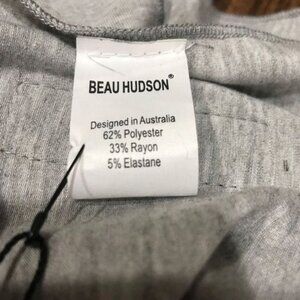 BEAU HUDSON®
Designed in Australia
62% Polyester
33% Rayon
5% Elastane